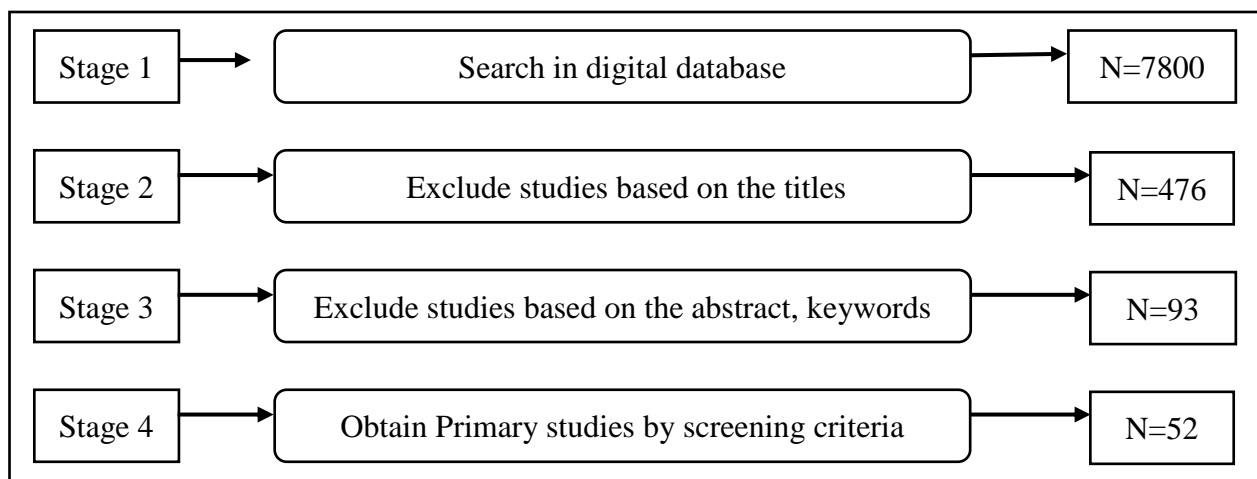 Stage 1
Search in digital database
N=7800
Stage 2
Exclude studies based on the titles
N=476
Stage 3
Exclude studies based on the abstract, keywords
N=93
Stage 4
Obtain Primary studies by screening criteria
N=52